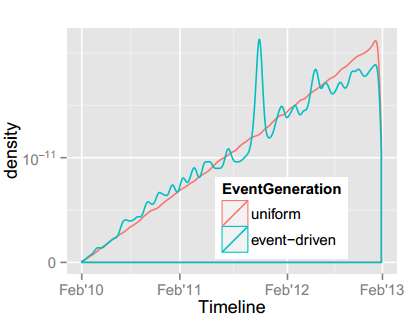 density
10⁻¹¹
0
EventGeneration
uniform
event-driven
Feb'10 Feb'11 Feb'12 Feb'13
Timeline